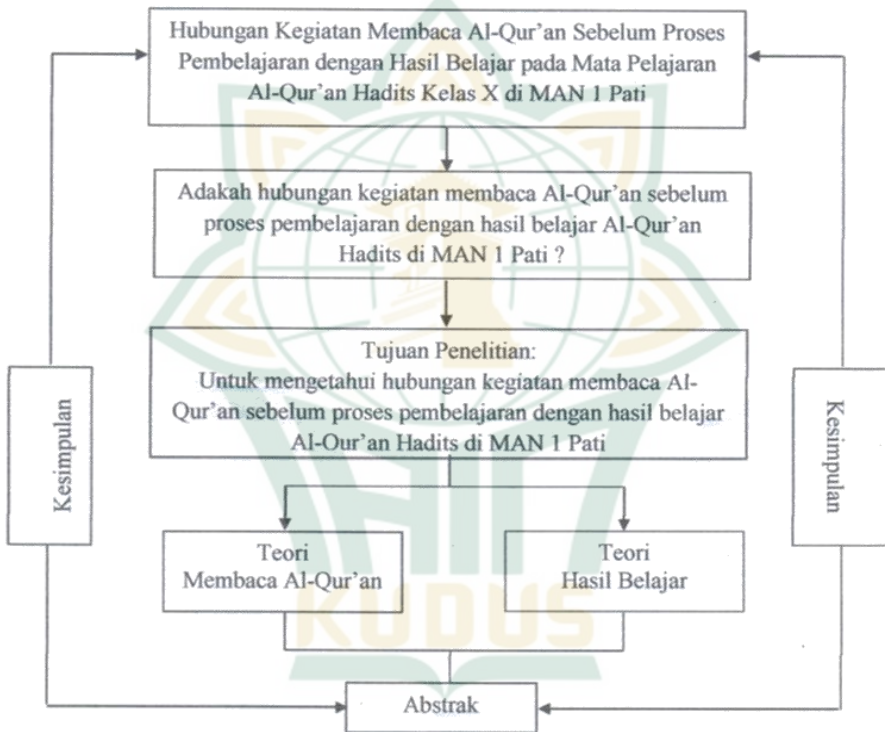 Hubungan Kegiatan Membaca Al-Qur'an Sebelum Proses
Pembelajaran dengan Hasil Belajar pada Mata Pelajaran
Al-Qur'an Hadits Kelas X di MAN 1 Pati
Adakah hubungan kegiatan membaca Al-Qur'an sebelum
proses pembelajaran dengan hasil belajar Al-Qur'an
Hadits di MAN 1 Pati ?
Tujuan Penelitian:
Untuk mengetahui hubungan kegiatan membaca Al-
Qur'an sebelum proses pembelajaran dengan hasil belajar
Al-Qur'an Hadits di MAN 1 Pati
Kesimpulan
Kesimpulan
Teori
Membaca Al-Qur'an
Teori
Hasil Belajar
KUDUS
Abstrak